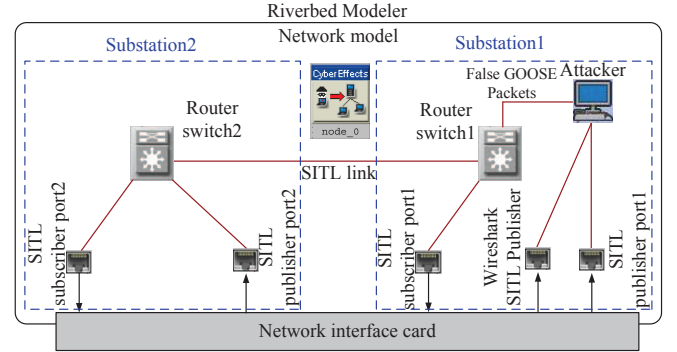 Riverbed Modeler
Network model
Substation2
Substation1
CyberEffects
node_0
False GOOSE
Packets
Attacker
Router
switch2
Router
switch1
SITL link
SITL
subscriber port2
SITL
publisher port2
SITL
subscriber port1
Wireshark
SITL Publisher
SITL
publisher port1
Network interface card